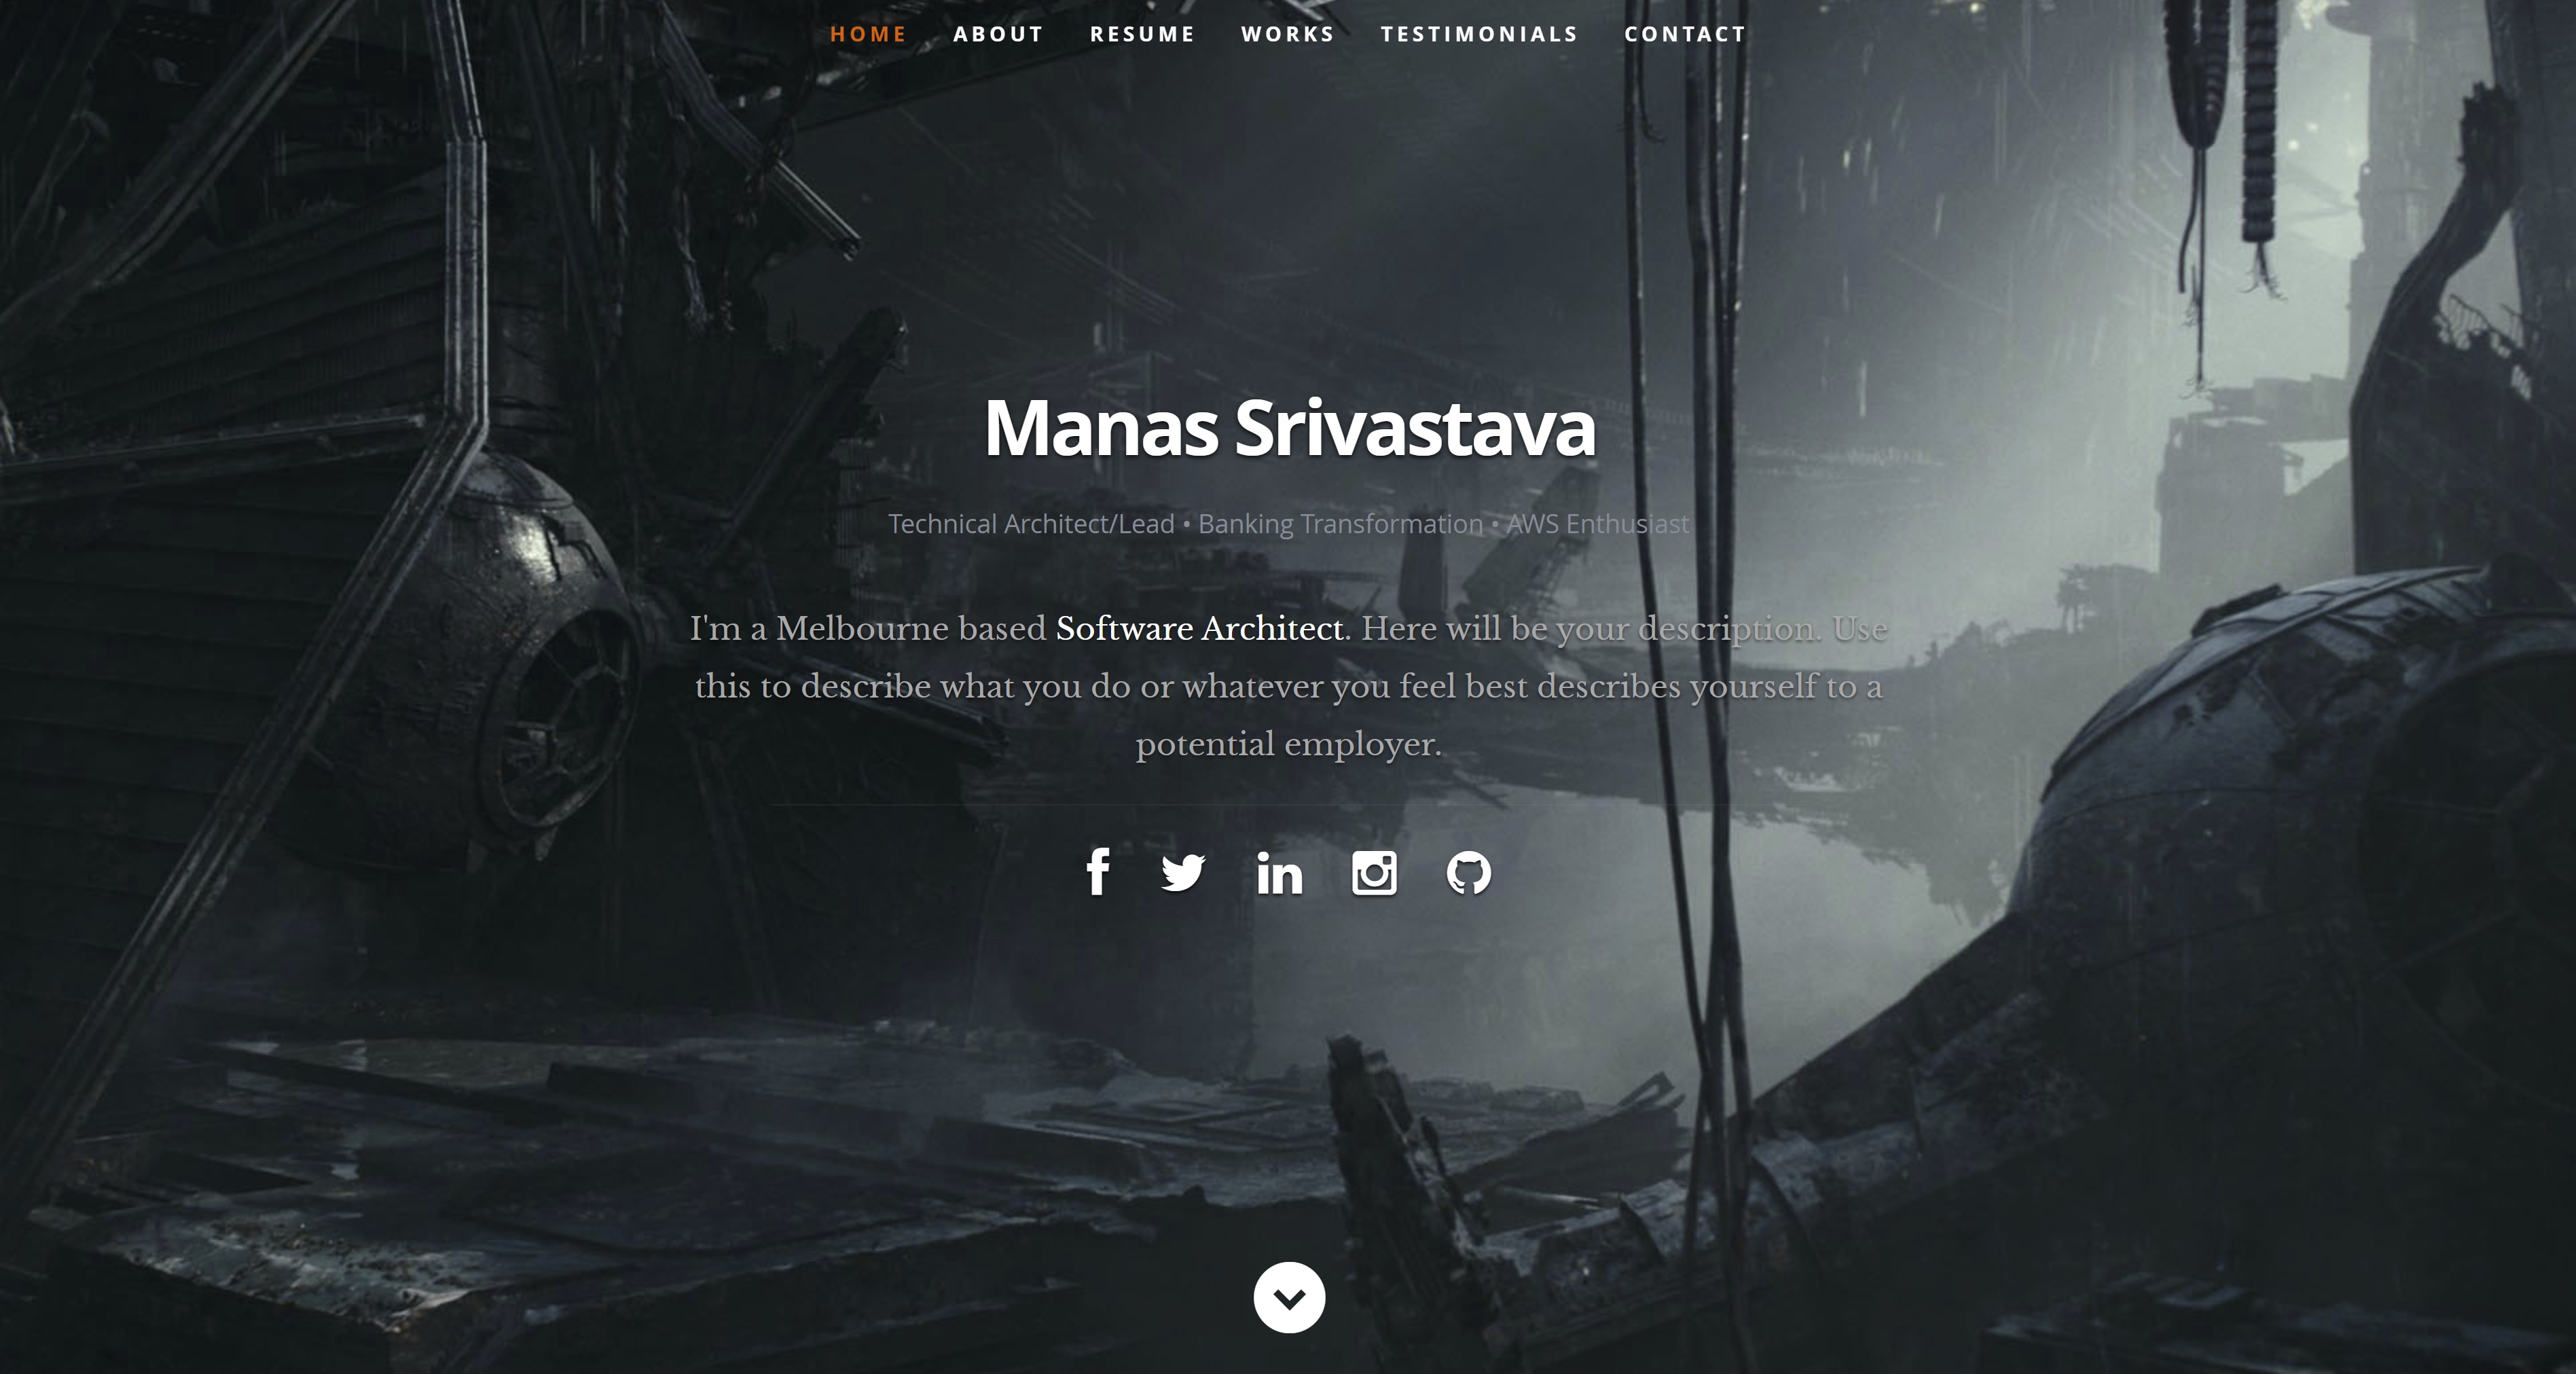 HOME ABOUT RESUME WORKS TESTIMONIALS CONTACT
Manas Srivastava
Technical Architect/Lead • Banking Transformation • AWS Enthusiast
I'm a Melbourne based Software Architect. Here will be your description. Use
this to describe what you do or whatever you feel best describes yourself to a
potential employer.